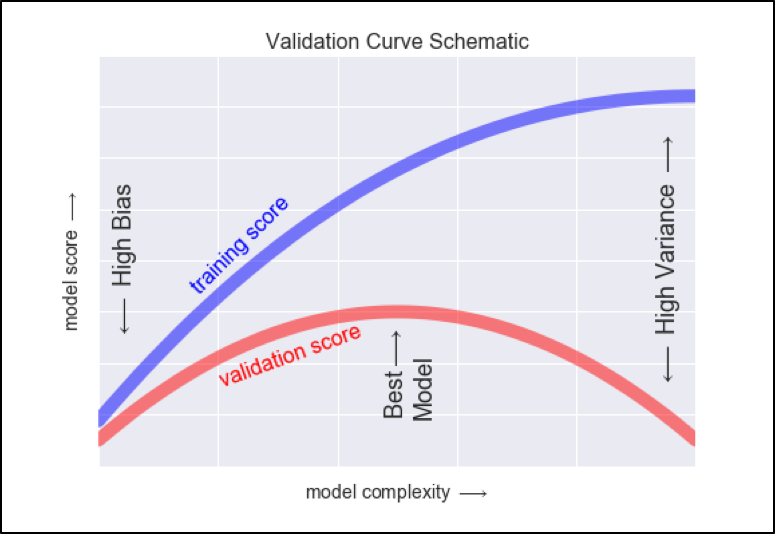 Validation Curve Schematic
model score ⟶
⟵ High Bias
training score
validation score
Best ⟶
Model
⟵ High Variance ⟶
model complexity ⟶